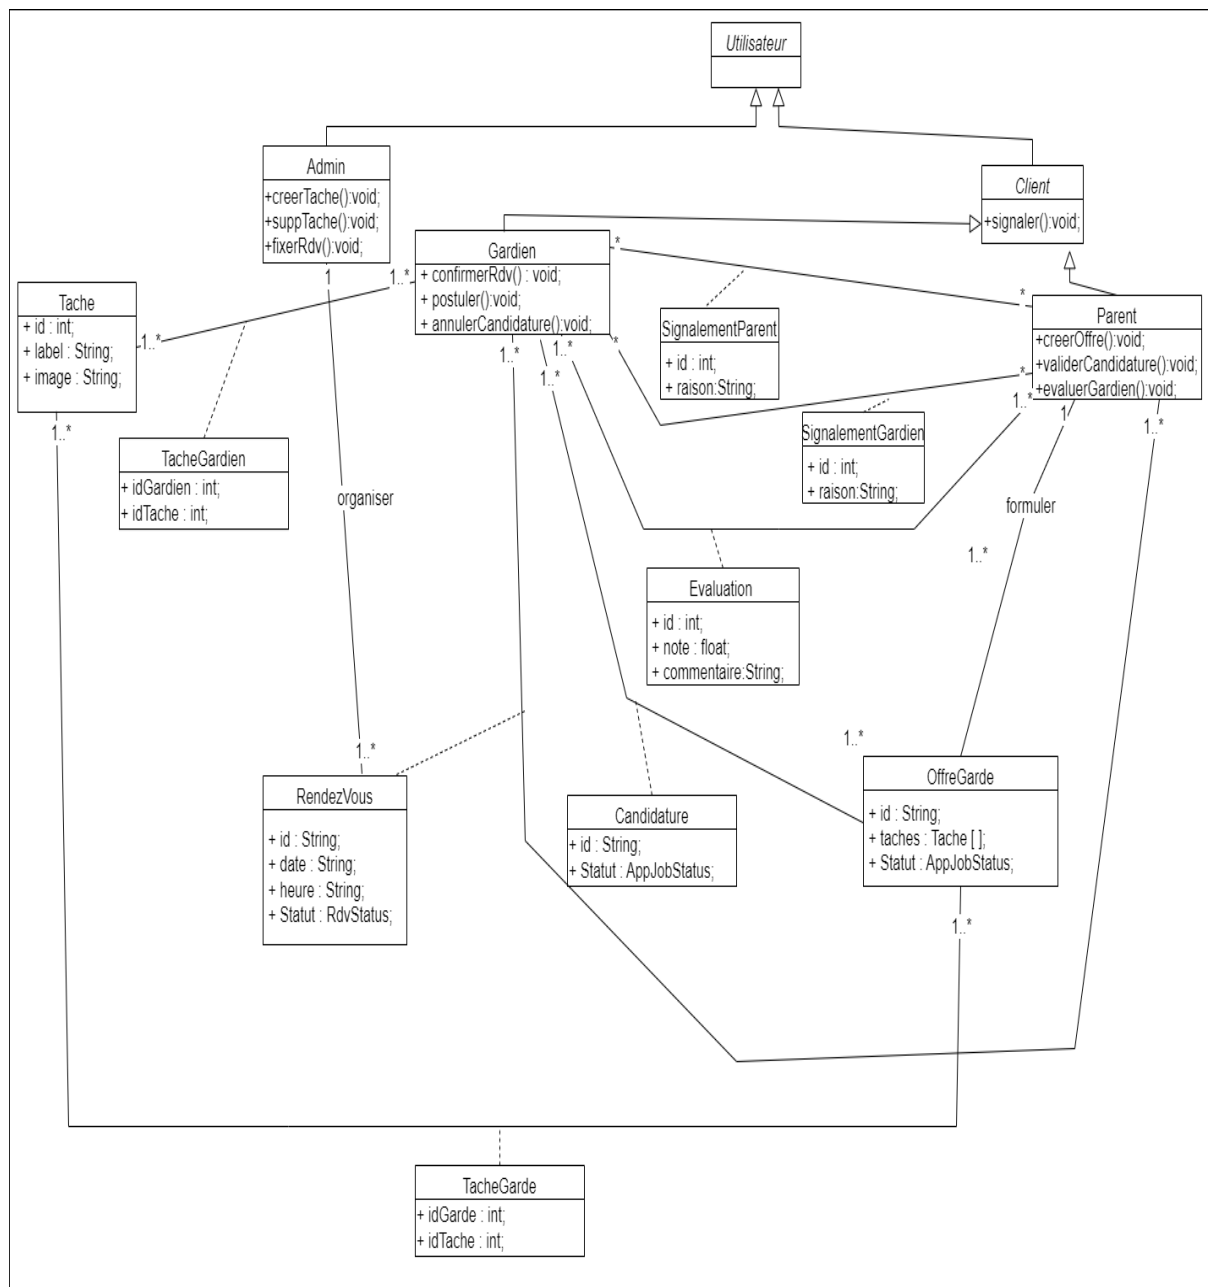 Utilisateur
Admin
+creerTache():void;
+suppTache():void;
+fixerRdv():void;
1
Client
+signaler():void;
Gardien
+ confirmerRdv() : void;
+ postuler():void;
+ annulerCandidature():void;
*
1..*
Tache
+ id : int;
+ label : String;
+ image : String;
1..*
1..*
SignalementParent
+ id : int;
+ raison:String;
*
Parent
+creerOffre():void;
+validerCandidature():void;
+evaluerGardien():void;
*
*
1..*
1..*
1..*
1..*
1
1..*
SignalementGardien
+ id : int;
+ raison:String;
TacheGardien
+ idGardien : int;
+ idTache : int;
organiser
formuler
1..*
Evaluation
+ id : int;
+ note : float;
+ commentaire:String;
1..*
1..*
RendezVous
+ id : String;
+ date : String;
+ heure : String;
+ Statut : RdvStatus;
Candidature
+ id : String;
+ Statut : AppJobStatus;
OffreGarde
+ id : String;
+ taches : Tache [ ];
+ Statut : AppJobStatus;
1..*
TacheGarde
+ idGarde : int;
+ idTache : int;